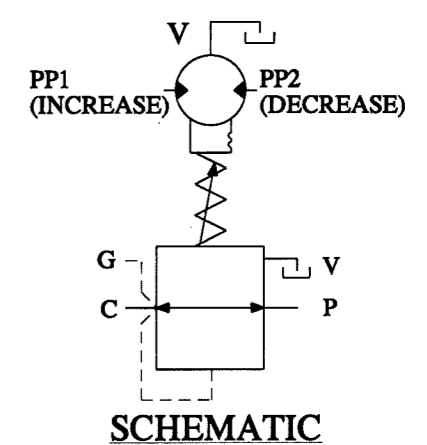 V
PP1
(INCREASE)
PP2
(DECREASE)
G
V
C
P
SCHEMATIC